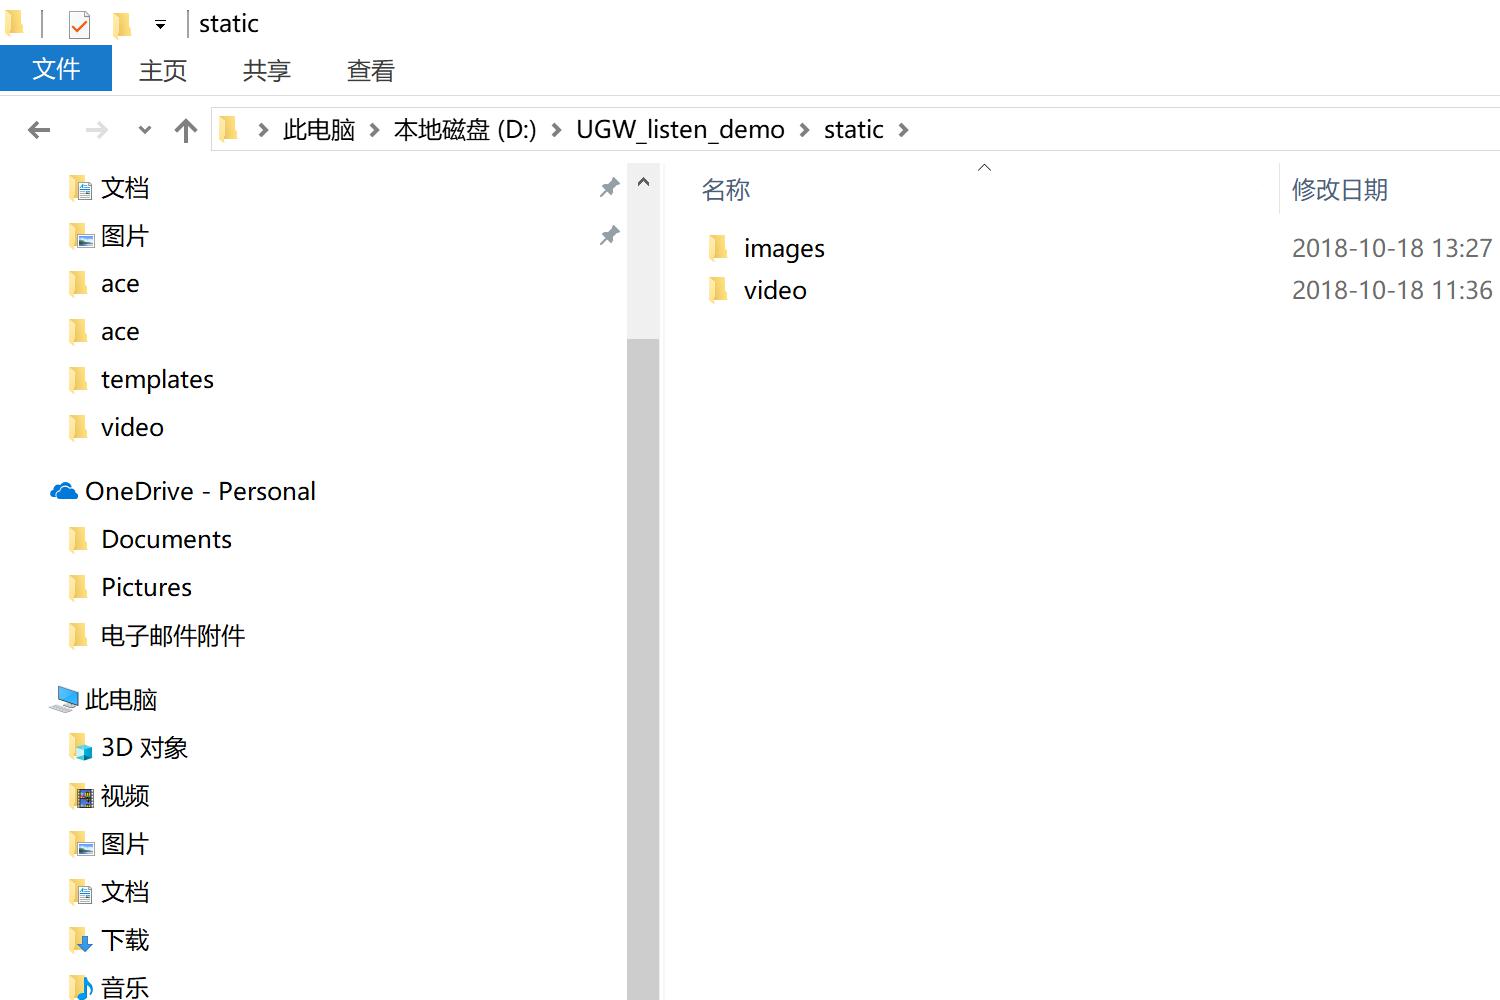 static
文件 主页 共享 查看
此电脑 本地磁盘 (D:) UGW_listen_demo static
文档
图片
ace
ace
templates
video
OneDrive - Personal
Documents
Pictures
电子邮件附件
此电脑
3D 对象
视频
图片
文档
下载
音乐
名称 修改日期
images 2018-10-18 13:27
video 2018-10-18 11:36